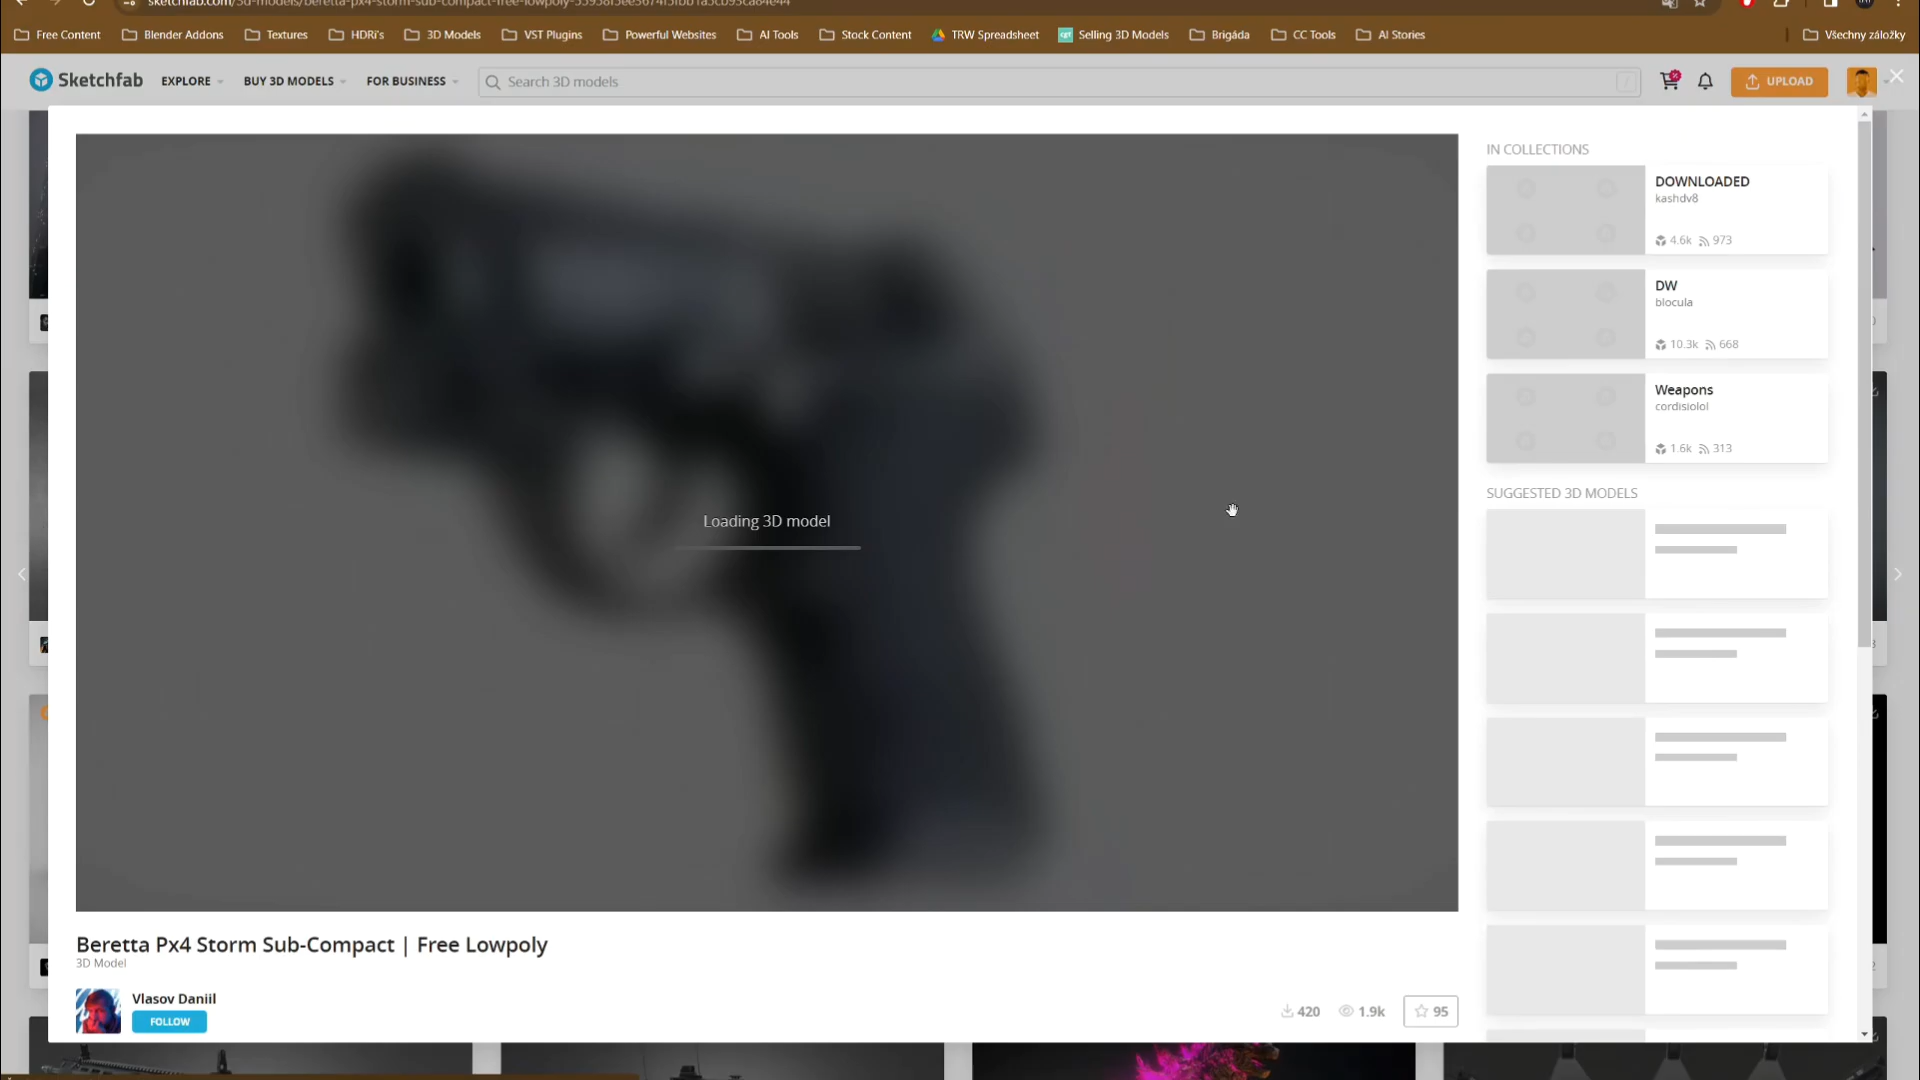 Free Content
Blender Addons
Textures
HDRi's
3D Models
VST Plugins
Powerful Websites
AI Tools
Stock Content
TRW Spreadsheet
Selling 3D Models
Brigáda
CC Tools
AI Stories
Všechny záložky
Sketchfab
EXPLORE
BUY 3D MODELS
FOR BUSINESS
Search 3D models
UPLOAD
Loading 3D model
IN COLLECTIONS
DOWNLOADED
kashdv8
4.6k 973
DW
blocula
10.3k 668
Weapons
cordisiolol
1.6k 313
SUGGESTED 3D MODELS
Beretta Px4 Storm Sub-Compact | Free Lowpoly
3D Model
Vlasov Daniil
FOLLOW
420 1.9k 95